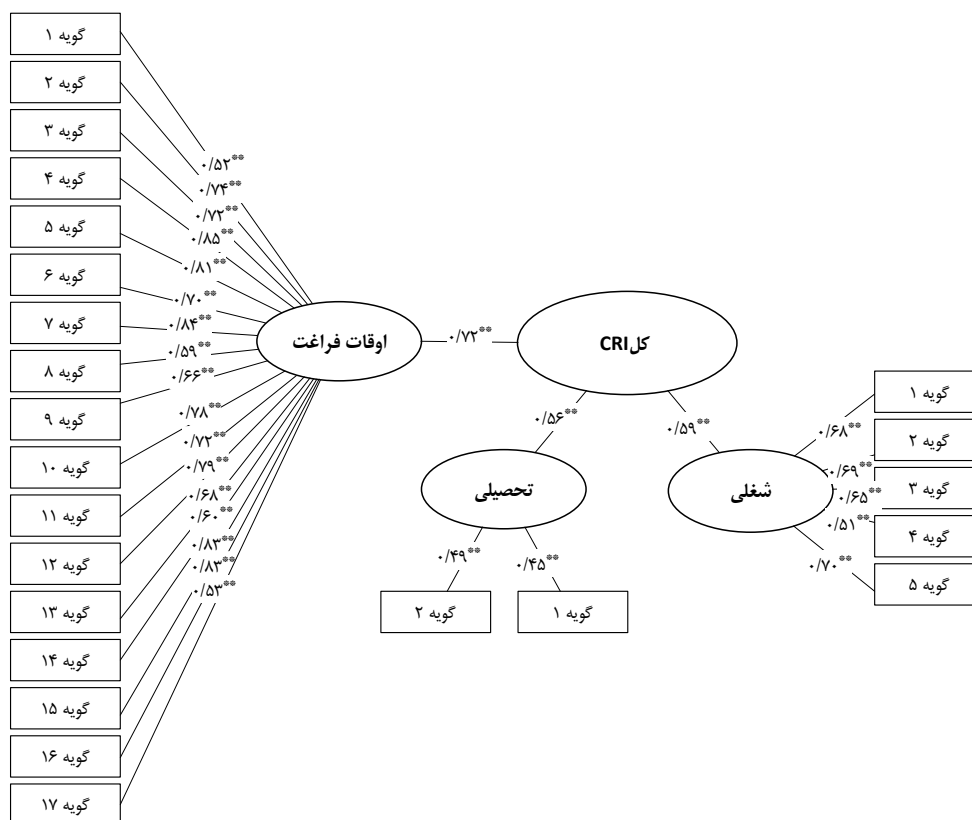 گویه ۱
گویه ۲
گویه ۳
گویه ۴
گویه ۵
گویه ۶
گویه ۷
گویه ۸
گویه ۹
گویه ۱۰
گویه ۱۱
گویه ۱۲
گویه ۱۳
گویه ۱۴
گویه ۱۵
گویه ۱۶
گویه ۱۷
۰/۵۲**
۰/۷۴**
۰/۷۲**
۰/۸۵**
۰/۸۱**
۰/۷۰**
۰/۸۴**
۰/۵۹**
۰/۶۶**
۰/۷۸**
۰/۷۲**
۰/۷۹**
۰/۶۸**
۰/۶۰**
۰/۸۳**
۰/۸۳**
۰/۵۳**
اوقات فراغت
۰/۷۲**
کلCRI
۰/۵۶**
۰/۵۹**
تحصیلی
۰/۴۹**
۰/۴۵**
گویه ۲
گویه ۱
شغلی
۰/۶۸**
۰/۶۹**
۰/۶۵**
۰/۵۱**
۰/۷۰**
گویه ۱
گویه ۲
گویه ۳
گویه ۴
گویه ۵